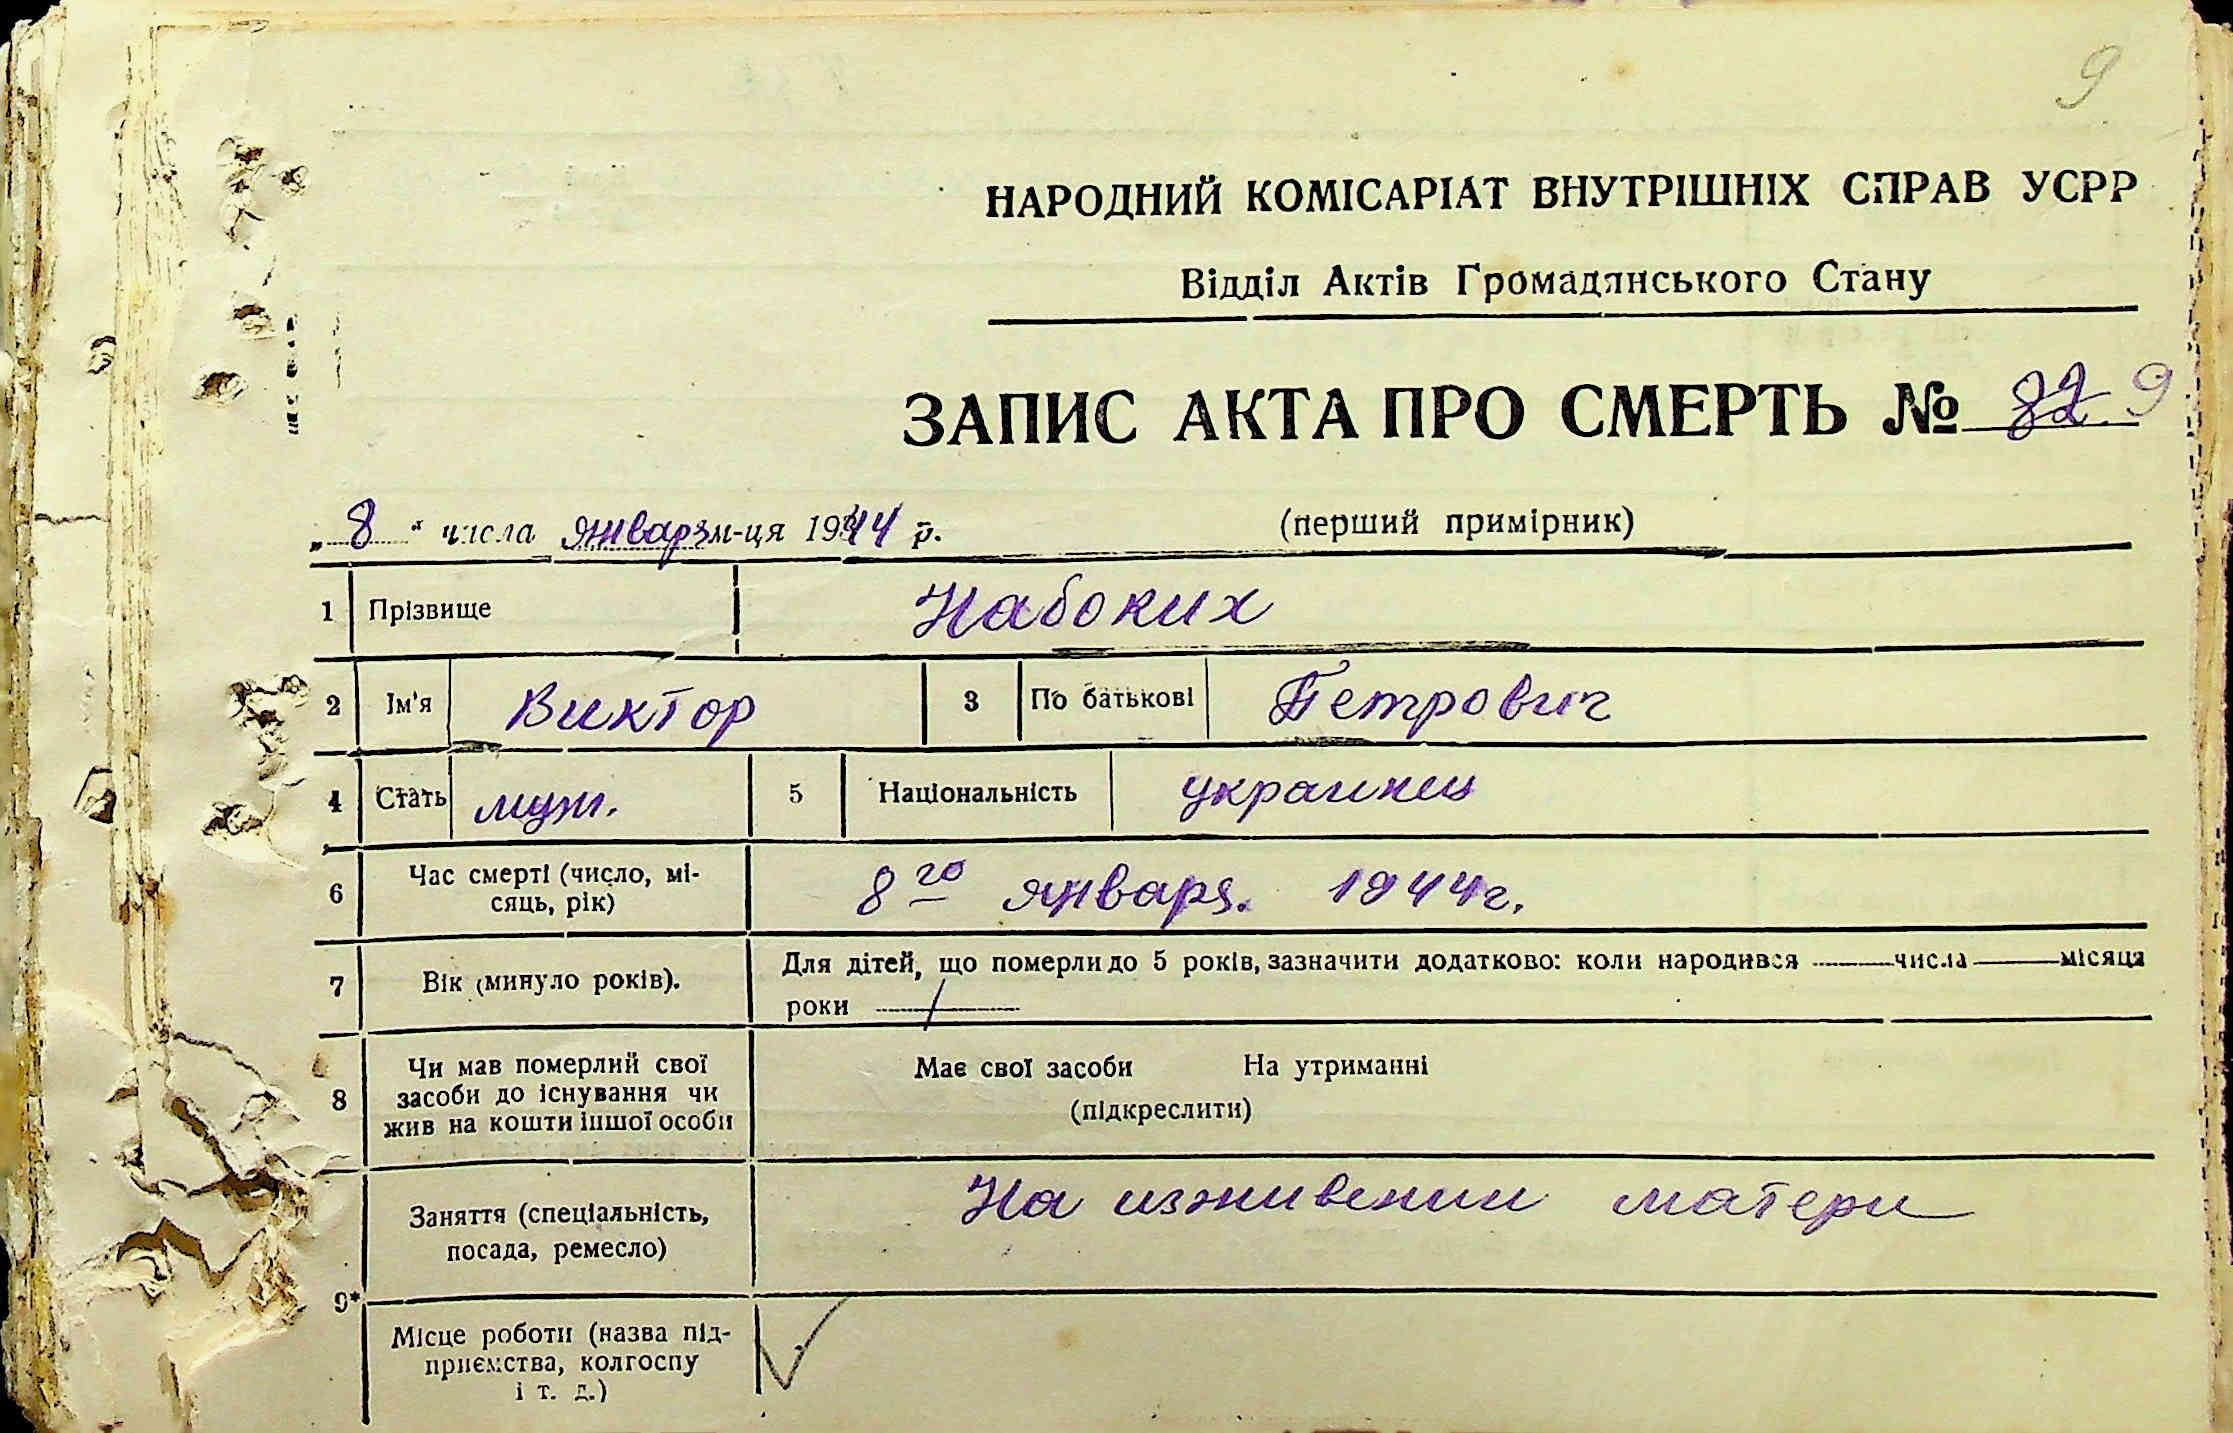 9
НАРОДНИЙ КОМІСАРІАТ ВНУТРІШНІХ СПРАВ УСРР
Відділ Актів Громадянського Стану
ЗАПИС АКТА ПРО СМЕРТЬ № 82 9
„ 8 “ числа январям-ця 1944 р. (перший примірник)
1 Прізвище Набоких
2 Ім'я Виктор 3 По батькові Петрович
4 Стать муж. 5 Національність украинец
6 Час смерті (число, мі-
сяць, рік) 8го января. 1944г.
7 Вік (минуло років). Для дітей, що померли до 5 років, зазначити додатково: коли народився числа місяця
роки
8 Чи мав померлий свої
засоби до існування чи
жив на кошти іншої особи
Має свої засоби На утриманні
(підкреслити)
9* Заняття (спеціальність,
посада, ремесло) На изживении матери
Місце роботи (назва під-
приємства, колгоспу
і т. д.)